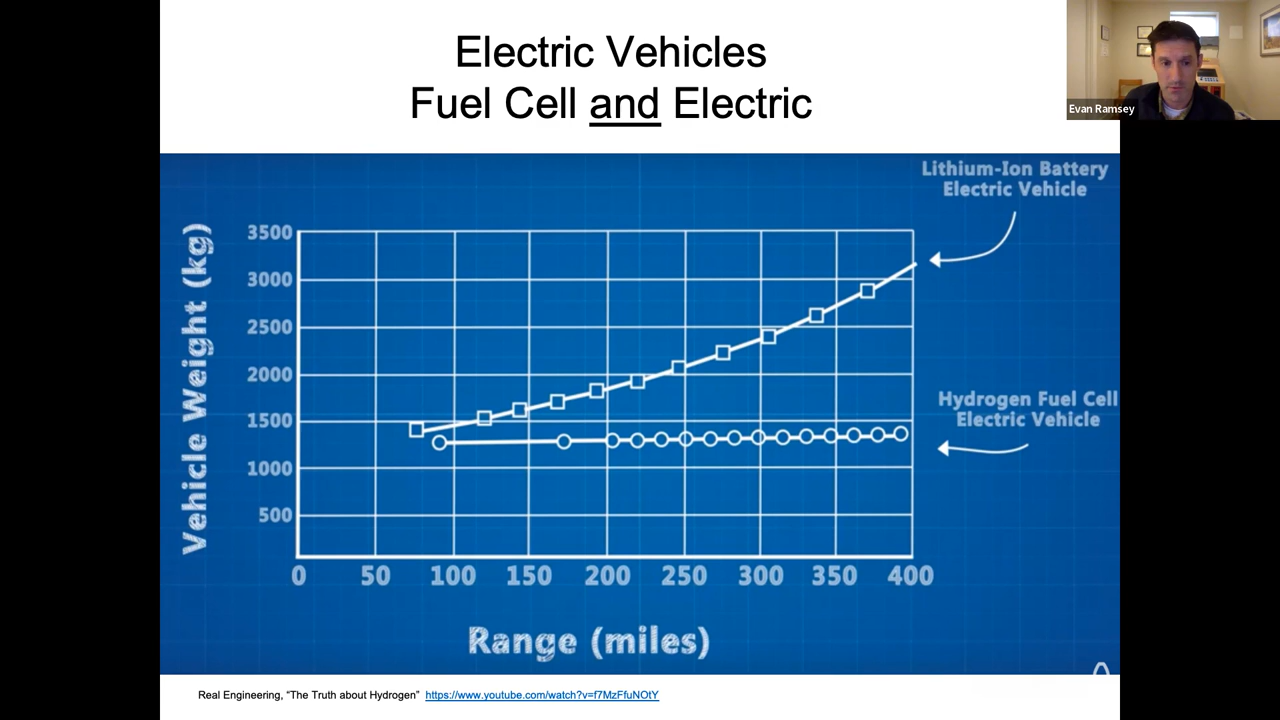 Electric Vehicles
Fuel Cell and Electric
Evan Ramsey
Lithium-Ion Battery
Electric Vehicle
Vehicle Weight (kg)
3500
3000
2500
2000
1500
1000
500
Hydrogen Fuel Cell
Electric Vehicle
0 50 100 150 200 250 300 350 400
Range (miles)
Real Engineering, “The Truth about Hydrogen” https://www.youtube.com/watch?v=f7MzFfuNOtY